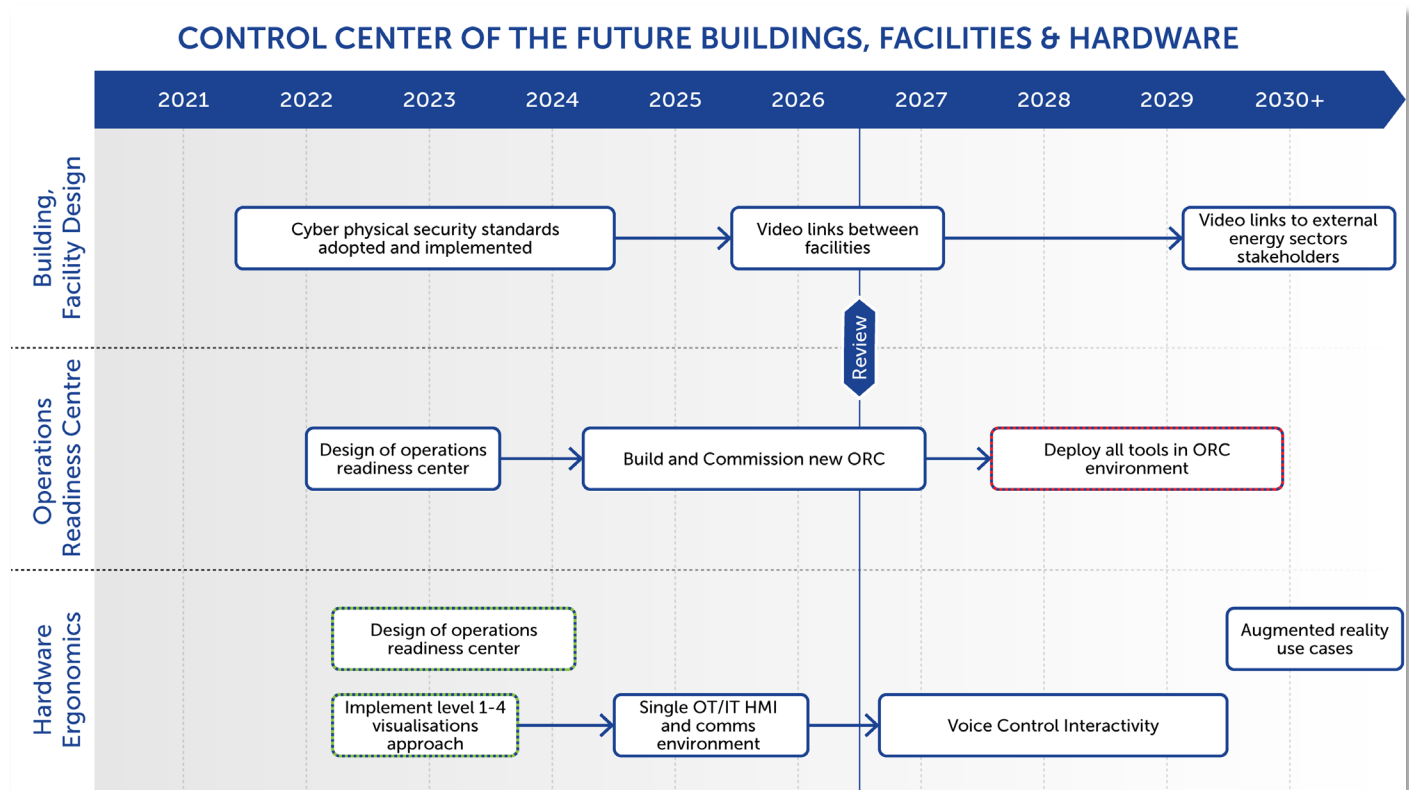 CONTROL CENTER OF THE FUTURE BUILDINGS, FACILITIES & HARDWARE
2021 2022 2023 2024 2025 2026 2027 2028 2029 2030+
Building,
Facility Design
Cyber physical security standards
adopted and implemented
Video links between
facilities
Video links to external
energy sectors
stakeholders
Review
Operations
Readiness Centre
Design of operations
readiness center
Build and Commission new ORC
Deploy all tools in ORC
environment
Hardware
Ergonomics
Design of operations
readiness center
Augmented reality
use cases
Implement level 1-4
visualisations
approach
Single OT/IT HMI
and comms
environment
Voice Control Interactivity